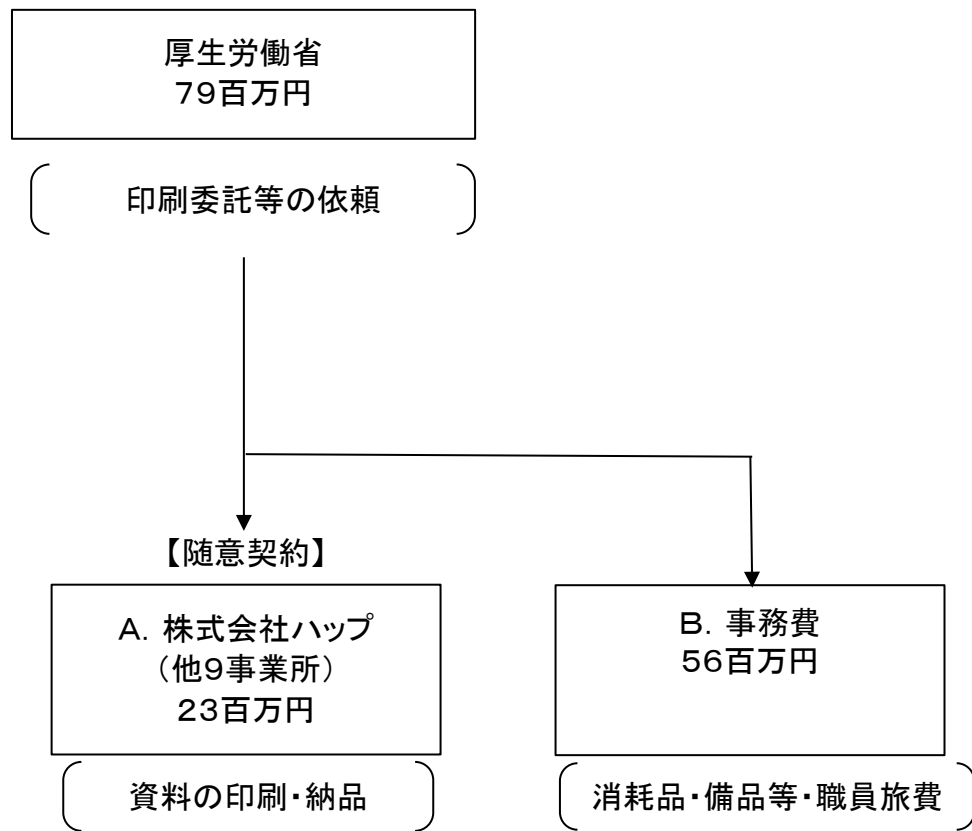 厚生労働省
79百万円
印刷委託等の依頼
【随意契約】
A. 株式会社ハップ
（他9事業所）
23百万円
資料の印刷・納品
B. 事務費
56百万円
消耗品・備品等・職員旅費